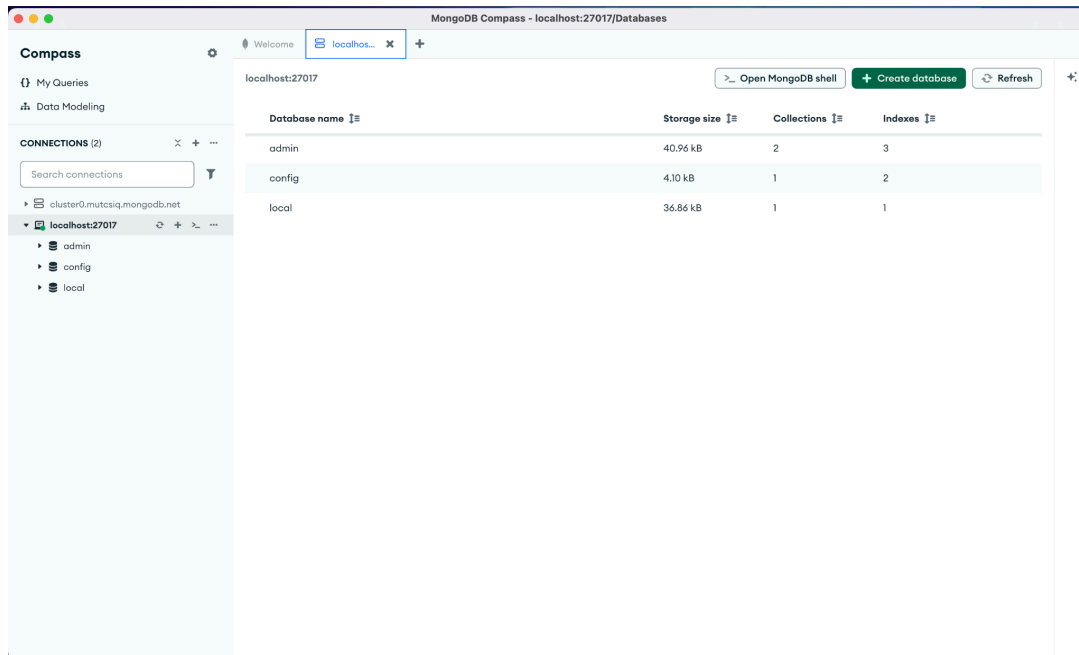 MongoDB Compass - localhost:27017/Databases
Compass
{} My Queries
Data Modeling
CONNECTIONS (2)
Search connections
cluster0.mutcsiq.mongodb.net
localhost:27017
admin
config
local
Welcome
localhos...
localhost:27017
>_ Open MongoDB shell
+ Create database
Refresh
Database name Storage size Collections Indexes
admin 40.96 kB 2 3
config 4.10 kB 1 2
local 36.86 kB 1 1